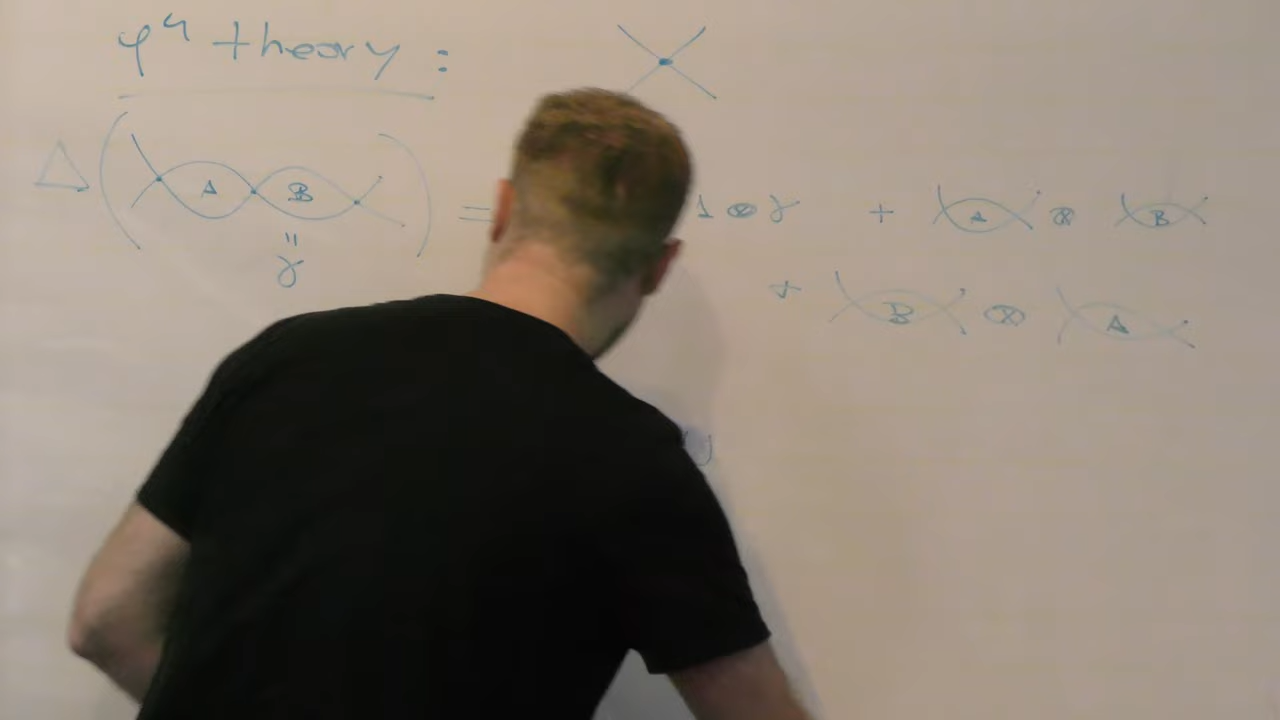 φ⁴ theory :
Δ ( A B ) = 1 ⊗ γ + A ⊗ B
" γ
+ B ⊗ A